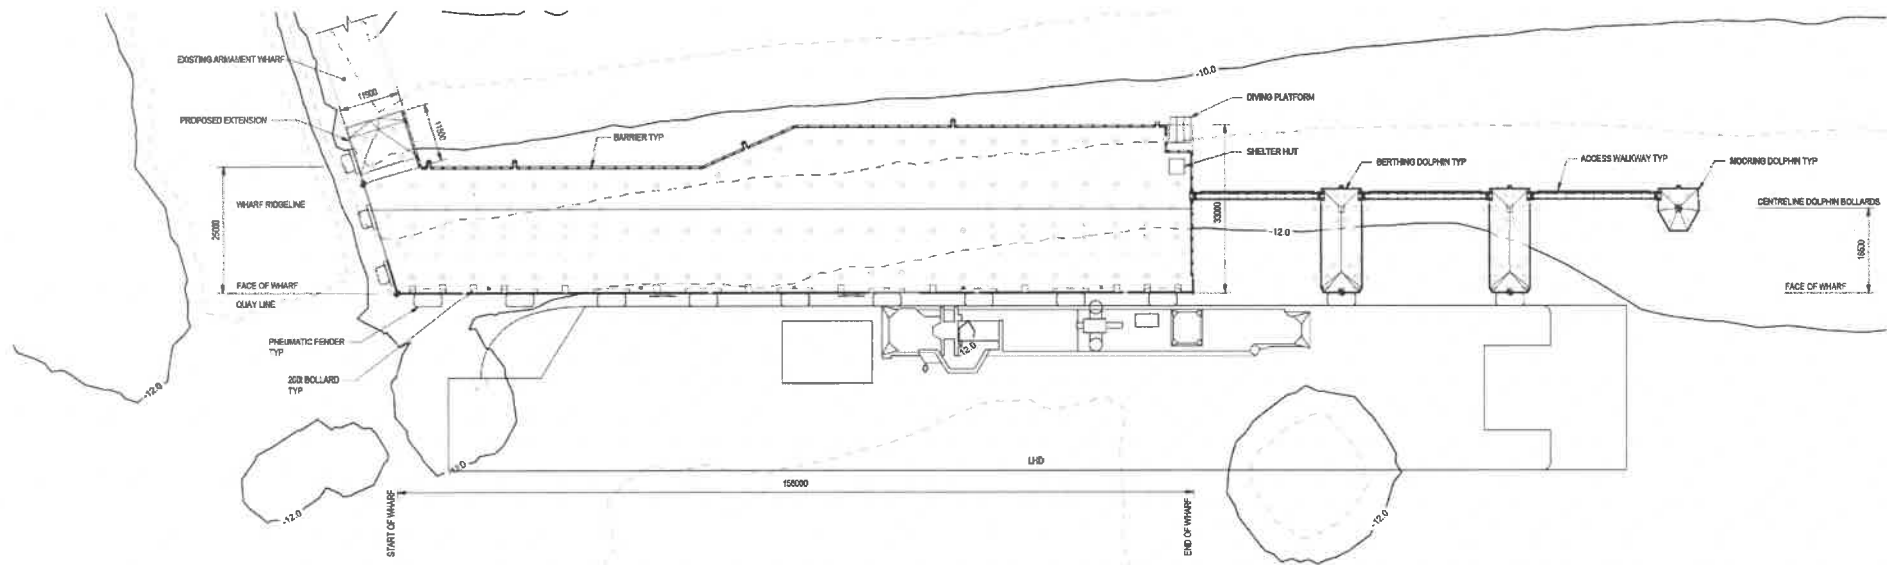 -10.0
EXISTING ARMAMENT WHARF
11500
DIVING PLATFORM
PROPOSED EXTENSION
11500
BARRIER TYP
SHELTER HUT
BERTHING DOLPHIN TYP
ACCESS WALKWAY TYP
MOORING DOLPHIN TYP
WHARF RIDGELINE
25000
33000
CENTRELINE DOLPHIN BOLLARDS
-12.0
16500
FACE OF WHARF
QUAY LINE
FACE OF WHARF
PNEUMATIC FENDER
TYP
-12.0
200t BOLLARD
TYP
-12.0
-12.0
LHD
-12.0
-12.0
START OF WHARF
END OF WHARF